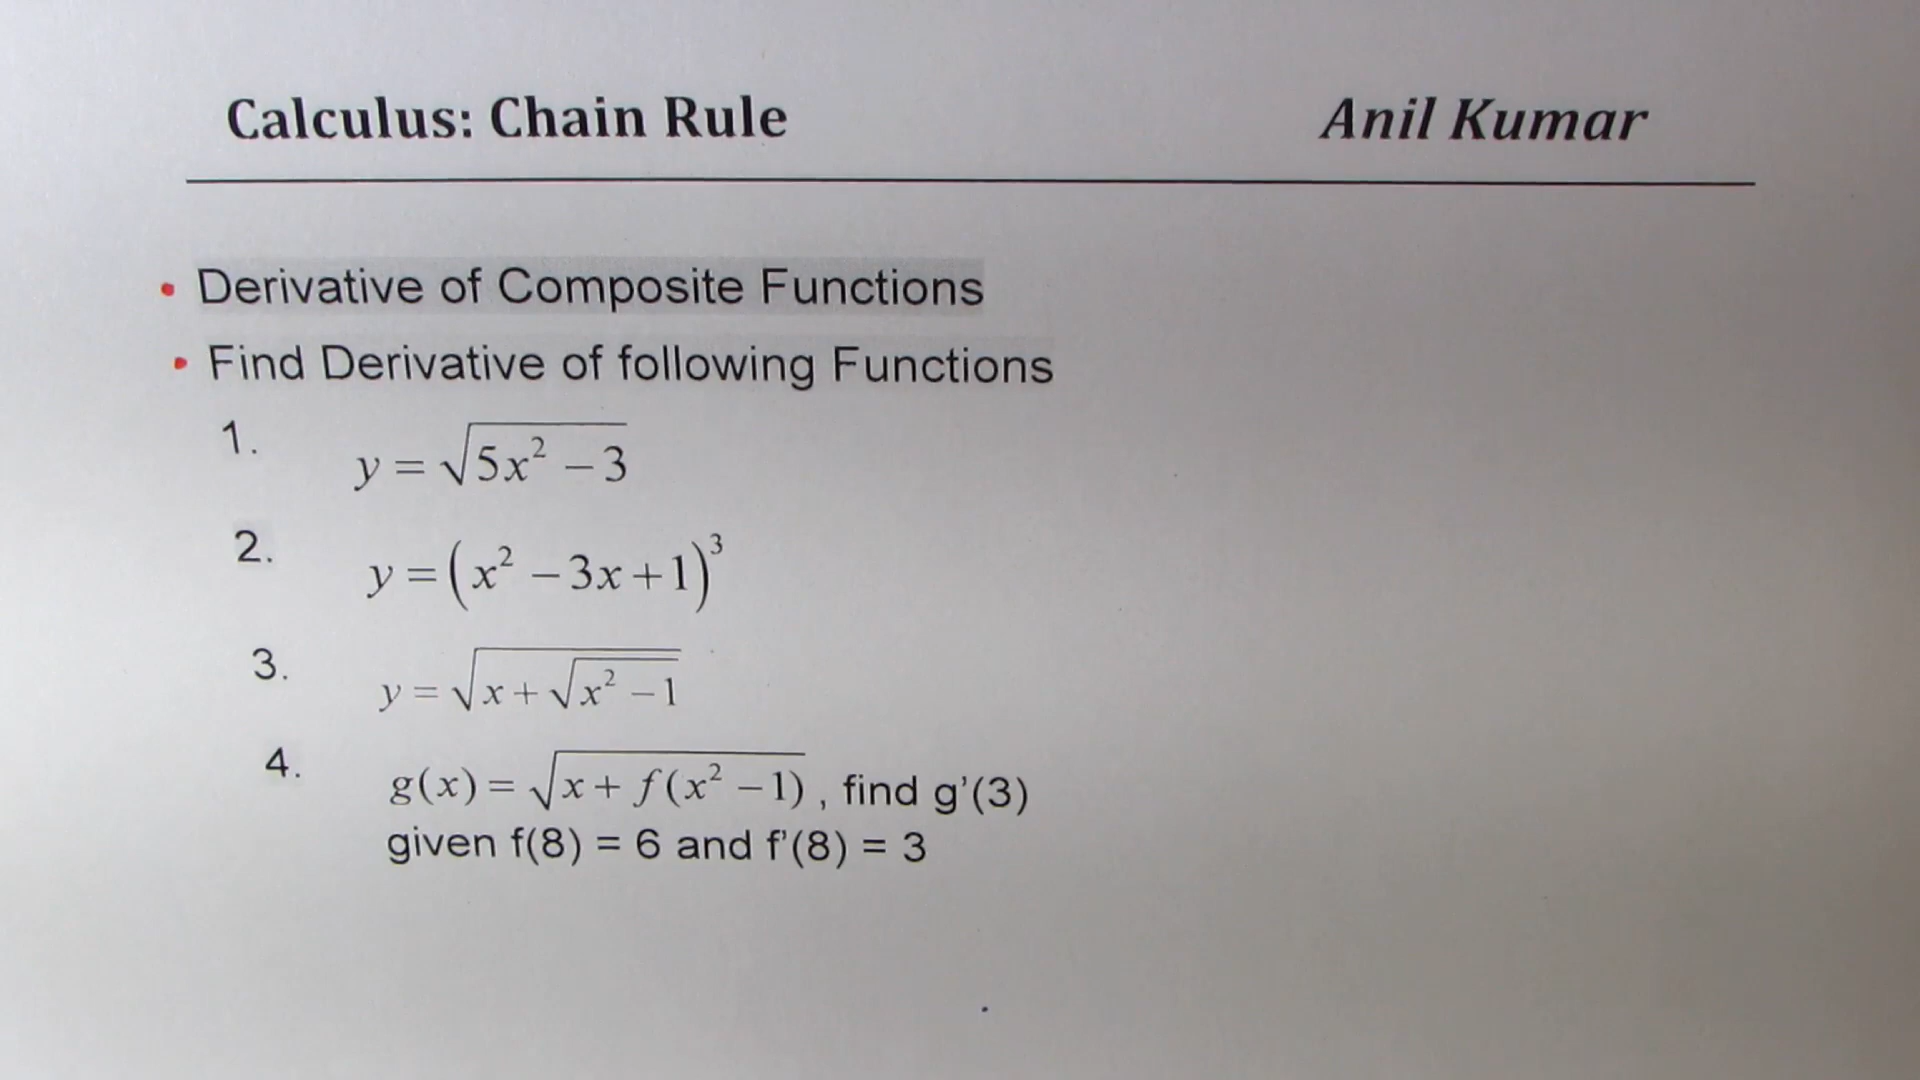 Calculus: Chain Rule Anil Kumar
• Derivative of Composite Functions
• Find Derivative of following Functions
1. y = √(5x² – 3)
2. y = (x² – 3x + 1)³
3. y = √(x + √(x² – 1))
4. g(x) = √(x + f(x² – 1)) , find g'(3)
given f(8) = 6 and f'(8) = 3